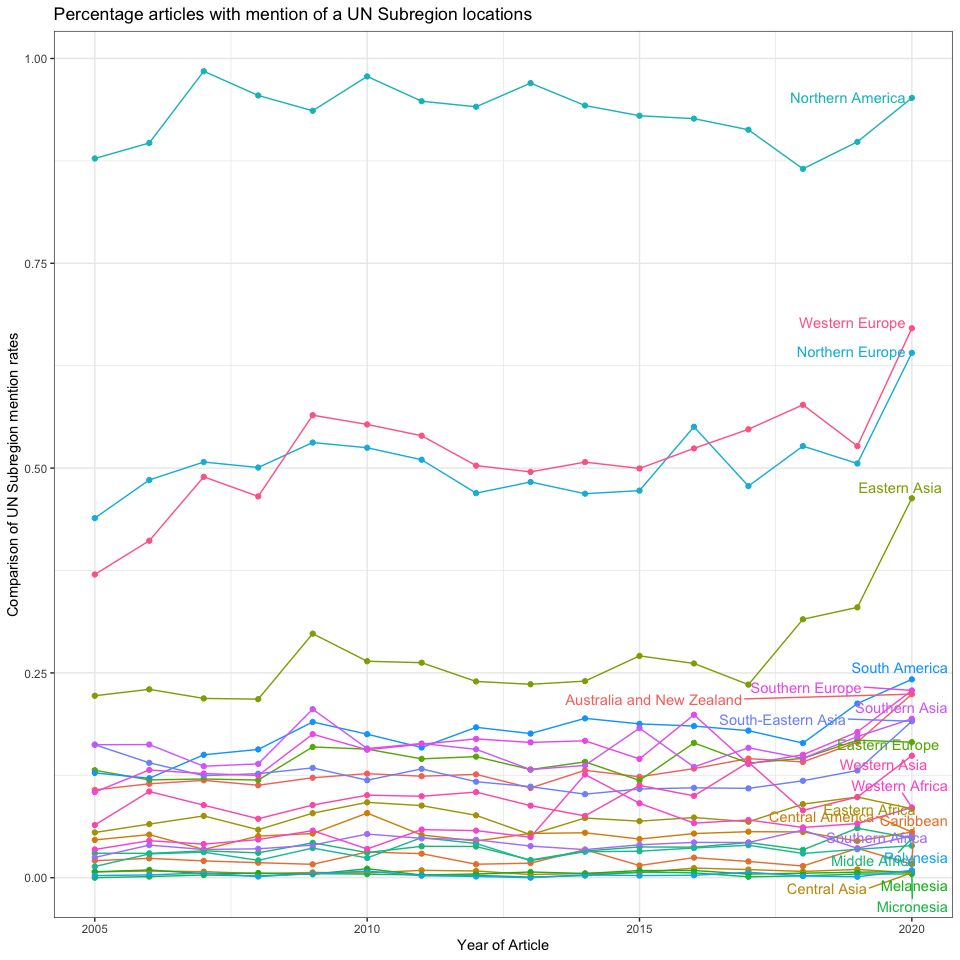 Percentage articles with mention of a UN Subregion locations
Comparison of UN Subregion mention rates
1.00
0.75
0.50
0.25
0.00
Northern America
Western Europe
Northern Europe
Eastern Asia
South America
Southern Europe
Australia and New Zealand
Southern Asia
South-Eastern Asia
Eastern Europe
Western Asia
Western Africa
Eastern Africa
Central America
Caribbean
Southern Africa
Polynesia
Middle Africa
Central Asia
Melanesia
Micronesia
2005
2010
2015
2020
Year of Article